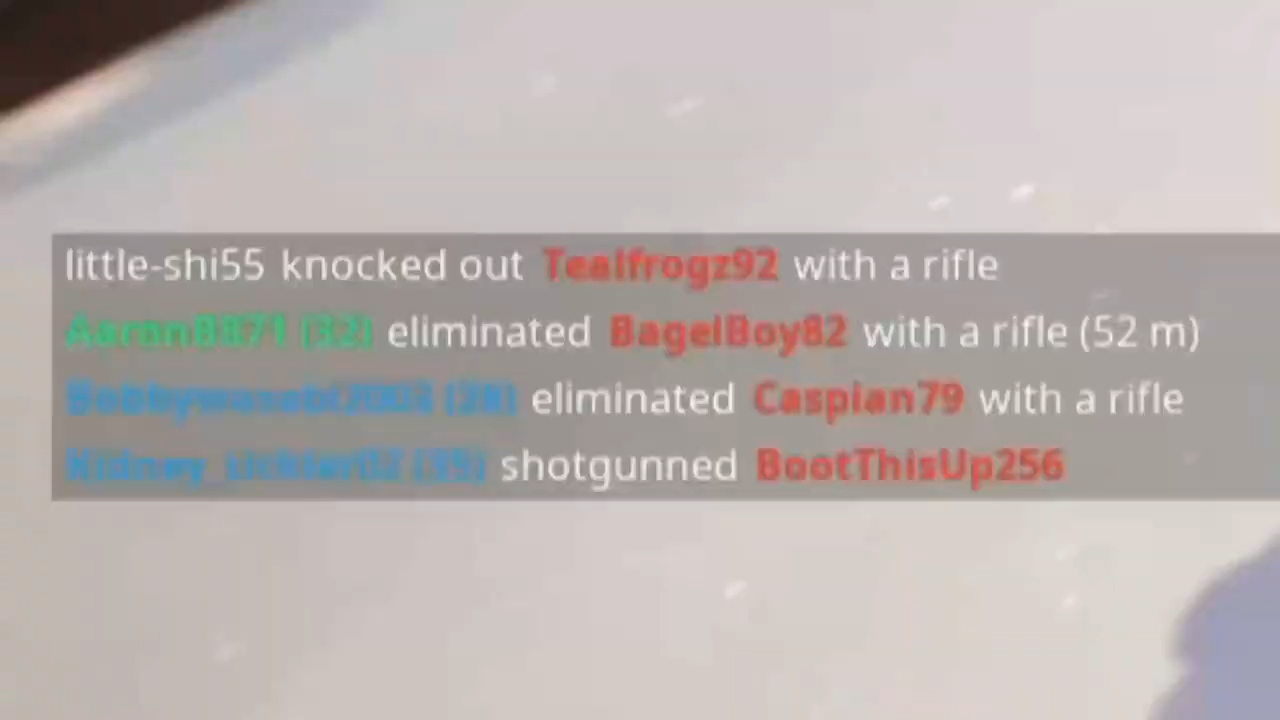 little-shi55 knocked out Tealfrogz92 with a rifle
eliminated BagelBoy82 with a rifle (52 m)
eliminated Caspian79 with a rifle
shotgunned BootThisUp256